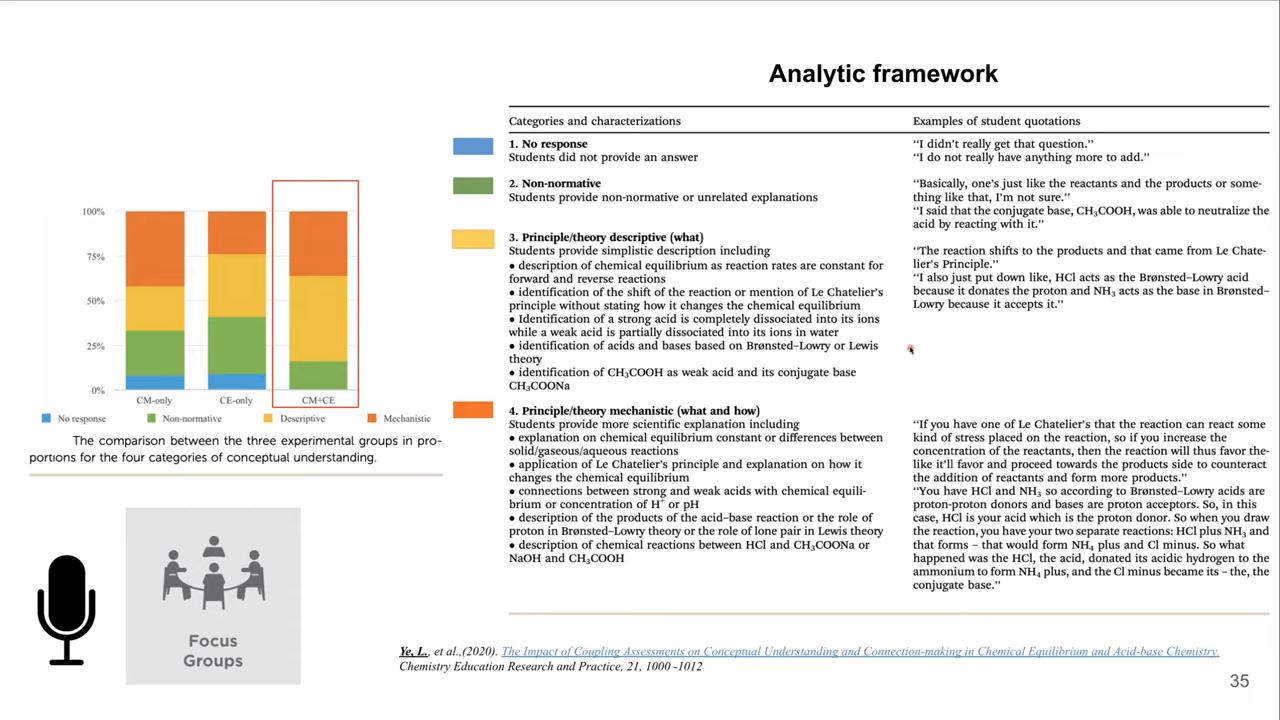 Analytic framework
Categories and characterizations
Examples of student quotations
1. No response
Students did not provide an answer
“I didn’t really get that question.”
“I do not really have anything more to add.”
2. Non-normative
Students provide non-normative or unrelated explanations
“Basically, one’s just like the reactants and the products or some-
thing like that, I’m not sure.”
“I said that the conjugate base, CH₃COOH, was able to neutralize the
acid by reacting with it.”
3. Principle/theory descriptive (what)
Students provide simplistic description including
• description of chemical equilibrium as reaction rates are constant for
forward and reverse reactions
• identification of the shift of the reaction or mention of Le Chatelier’s
principle without stating how it changes the chemical equilibrium
• Identification of a strong acid is completely dissociated into its ions
while a weak acid is partially dissociated into its ions in water
• identification of acids and bases based on Brønsted–Lowry or Lewis
theory
• identification of CH₃COOH as weak acid and its conjugate base
CH₃COONa
“The reaction shifts to the products and that came from Le Chate-
lier’s Principle.”
“I also just put down like, HCl acts as the Brønsted–Lowry acid
because it donates the proton and NH₃ acts as the base in Brønsted–
Lowry because it accepts it.”
4. Principle/theory mechanistic (what and how)
Students provide more scientific explanation including
• explanation on chemical equilibrium constant or differences between
solid/gaseous/aqueous reactions
• application of Le Chatelier’s principle and explanation on how it
changes the chemical equilibrium
• connections between strong and weak acids with chemical equili-
brium or concentration of H⁺ or pH
• description of the products of the acid–base reaction or the role of
proton in Brønsted–Lowry theory or the role of lone pair in Lewis theory
• description of chemical reactions between HCl and CH₃COONa or
NaOH and CH₃COOH
“If you have one of Le Chatelier’s that the reaction can react some
kind of stress placed on the reaction, so if you increase the
concentration of the reactants, then the reaction will thus favor the-
like it’ll favor and proceed towards the products side to counteract
the addition of reactants and form more products.”
“You have HCl and NH₃ so according to Brønsted–Lowry acids are
proton-proton donors and bases are proton acceptors. So, in this
case, HCl is your acid which is the proton donor. So when you draw
the reaction, you have your two separate reactions: HCl plus NH₃ and
that forms – that would form NH₄ plus and Cl minus. So what
happened was the HCl, the acid, donated its acidic hydrogen to the
ammonium to form NH₄ plus, and the Cl minus became its – the, the
conjugate base.”
100%
75%
50%
25%
0%
CM-only
CE-only
CM+CE
No response
Non-normative
Descriptive
Mechanistic
The comparison between the three experimental groups in pro-
portions for the four categories of conceptual understanding.
Focus
Groups
Ye, L., et al.,(2020). The Impact of Coupling Assessments on Conceptual Understanding and Connection-making in Chemical Equilibrium and Acid-base Chemistry.
Chemistry Education Research and Practice, 21, 1000 -1012
35